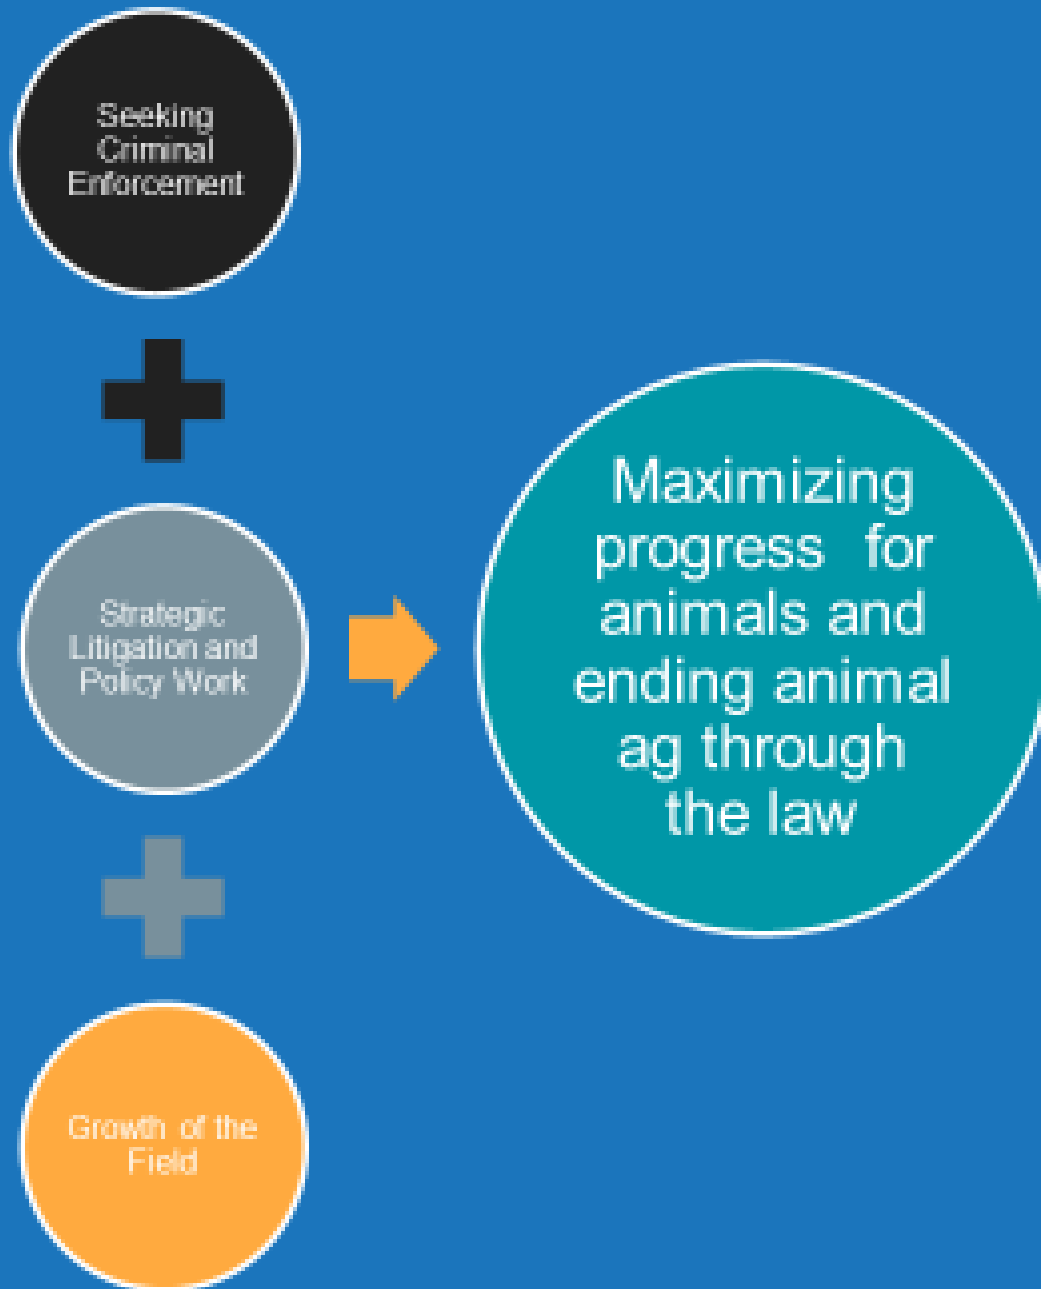 Seeking
Criminal
Enforcement
Strategic
Litigation and
Policy Work
Growth of the
Field
Maximizing
progress for
animals and
ending animal
ag through
the law